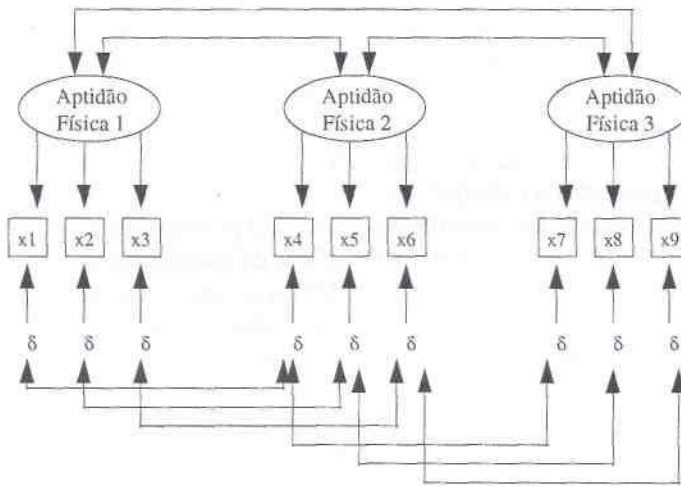 Aptidão
Física 1
Aptidão
Física 2
Aptidão
Física 3
x1 x2 x3 x4 x5 x6 x7 x8 x9
δ δ δ δ δ δ δ δ δ